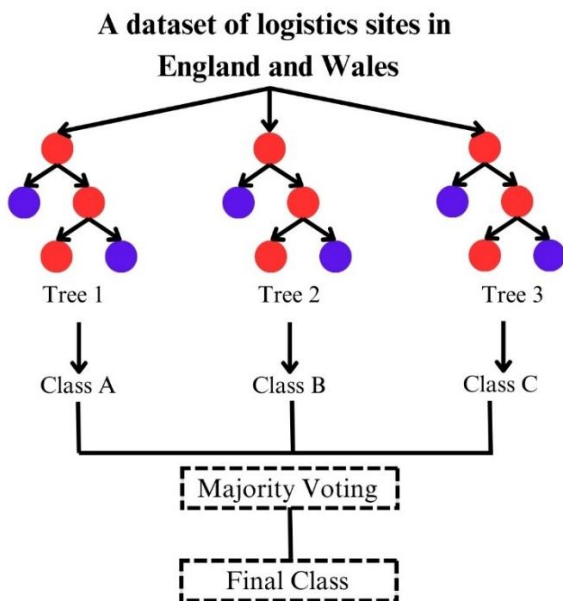 A dataset of logistics sites in
England and Wales
Tree 1
Tree 2
Tree 3
Class A
Class B
Class C
Majority Voting
Final Class